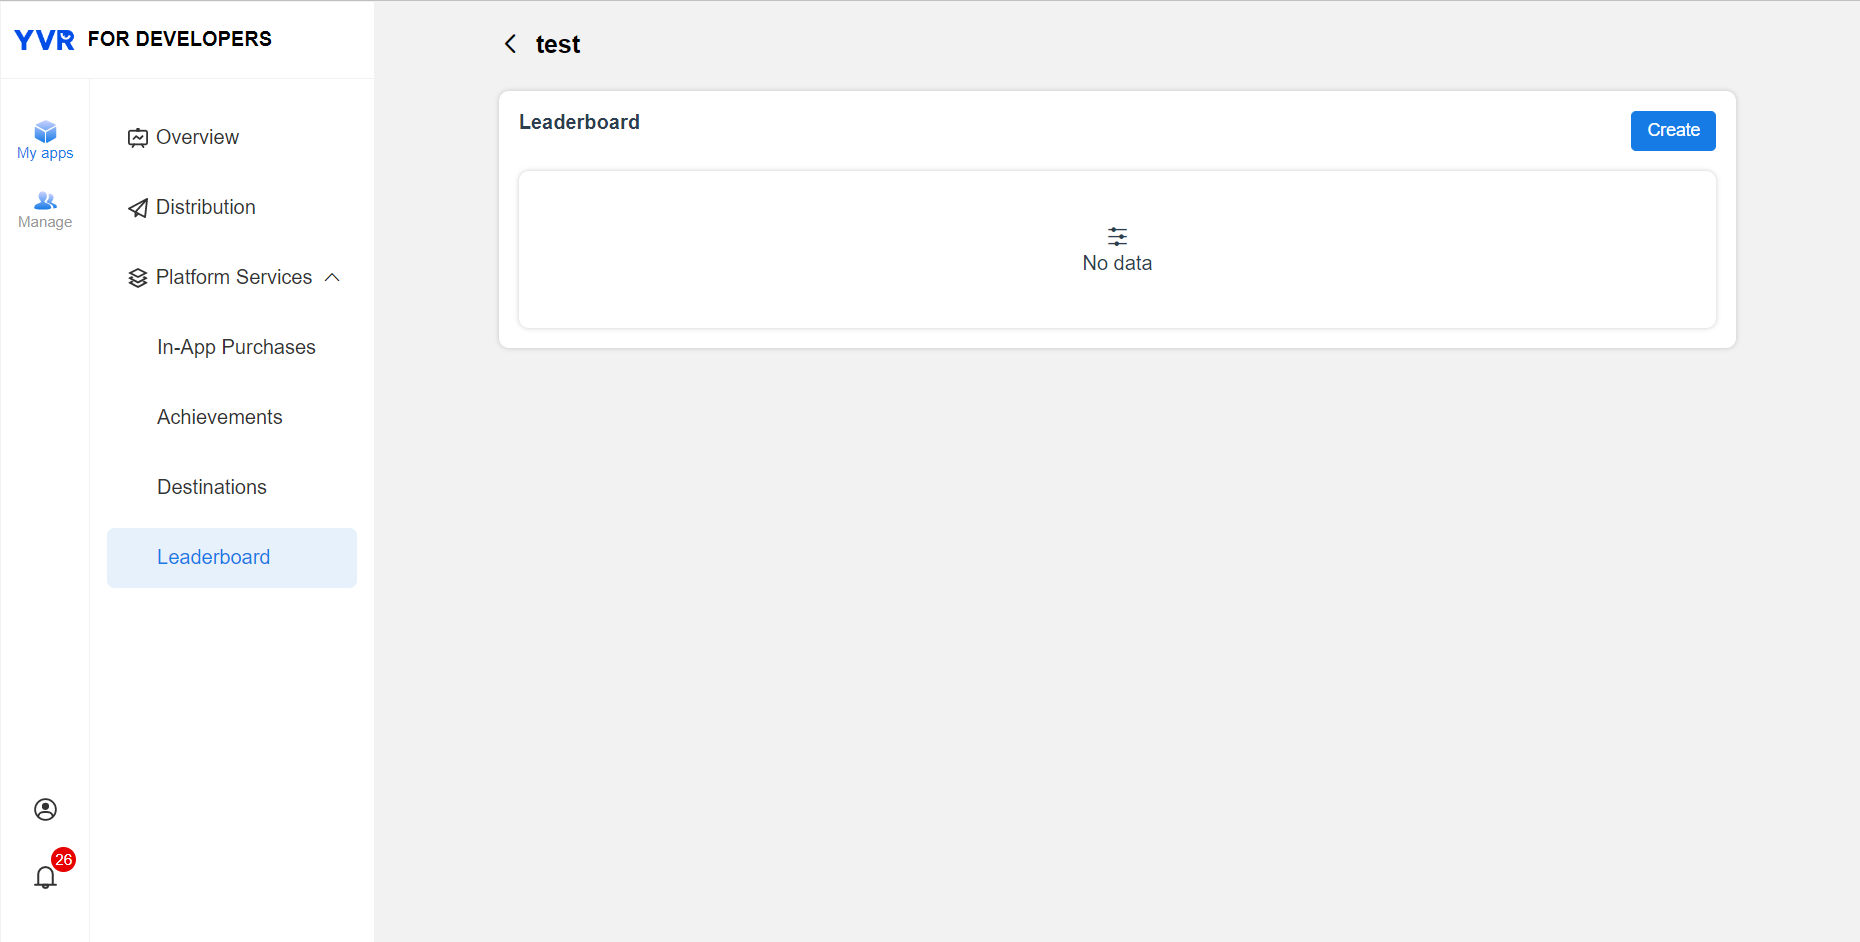 YVR FOR DEVELOPERS
My apps
Manage
26
Overview
Distribution
Platform Services
In-App Purchases
Achievements
Destinations
Leaderboard
test
Leaderboard
Create
No data